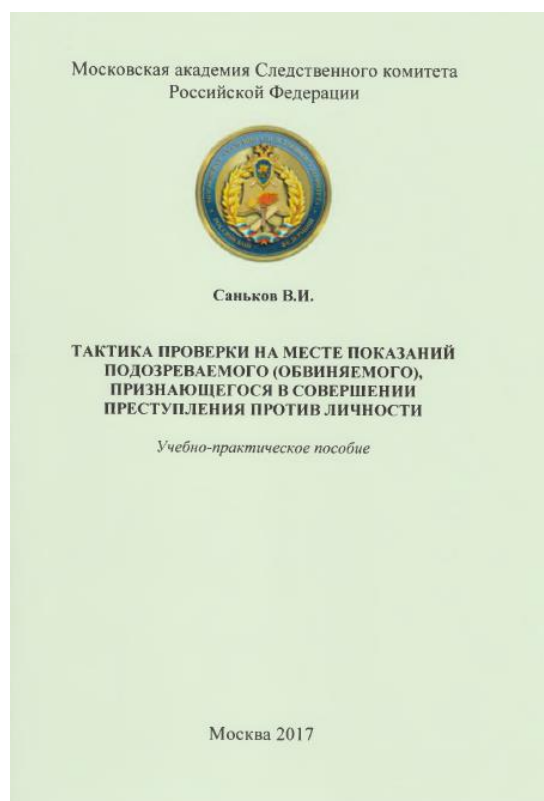 Московская академия Следственного комитета
Российской Федерации
Саньков В.И.
ТАКТИКА ПРОВЕРКИ НА МЕСТЕ ПОКАЗАНИЙ
ПОДОЗРЕВАЕМОГО (ОБВИНЯЕМОГО),
ПРИЗНАЮЩЕГОСЯ В СОВЕРШЕНИИ
ПРЕСТУПЛЕНИЯ ПРОТИВ ЛИЧНОСТИ
Учебно-практическое пособие
Москва 2017